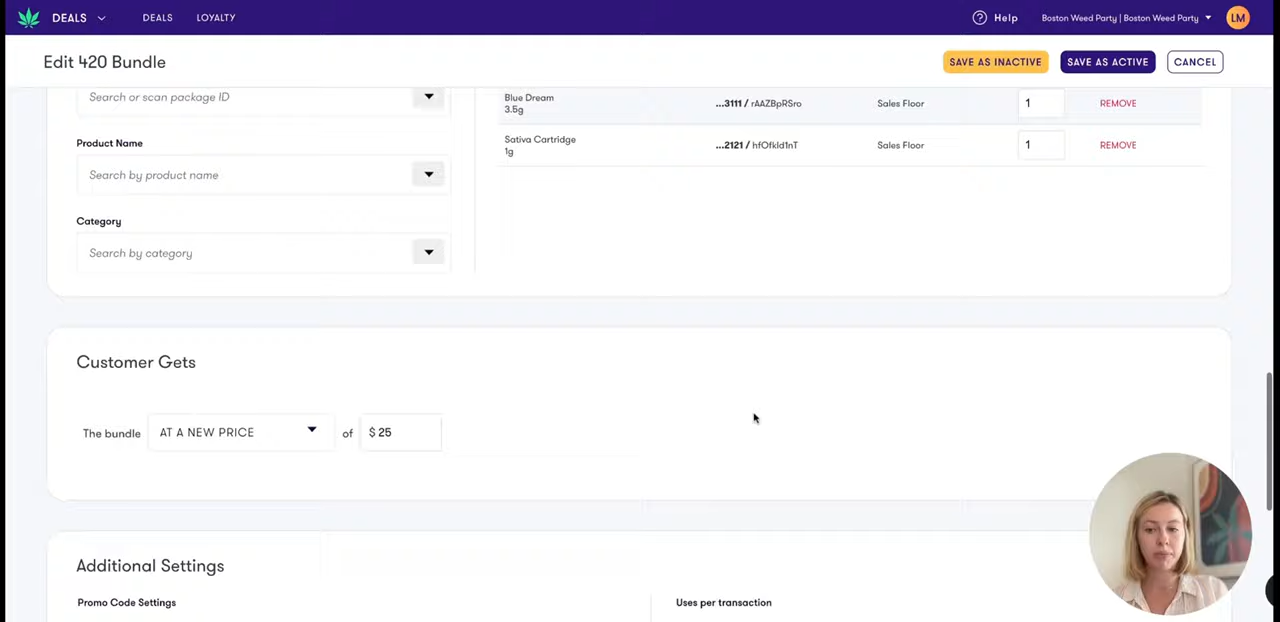 DEALS
DEALS
LOYALTY
Help
Boston Weed Party | Boston Weed Party
LM
Edit 420 Bundle
SAVE AS INACTIVE
SAVE AS ACTIVE
CANCEL
Search or scan package ID
Blue Dream
3.5g
...3111 / rAAZBpRSro
Sales Floor
1
REMOVE
Product Name
Sativa Cartridge
1g
...2121 / hfOfkld1nT
Sales Floor
1
REMOVE
Search by product name
Category
Search by category
Customer Gets
The bundle
AT A NEW PRICE
of
$ 25
Additional Settings
Promo Code Settings
Uses per transaction